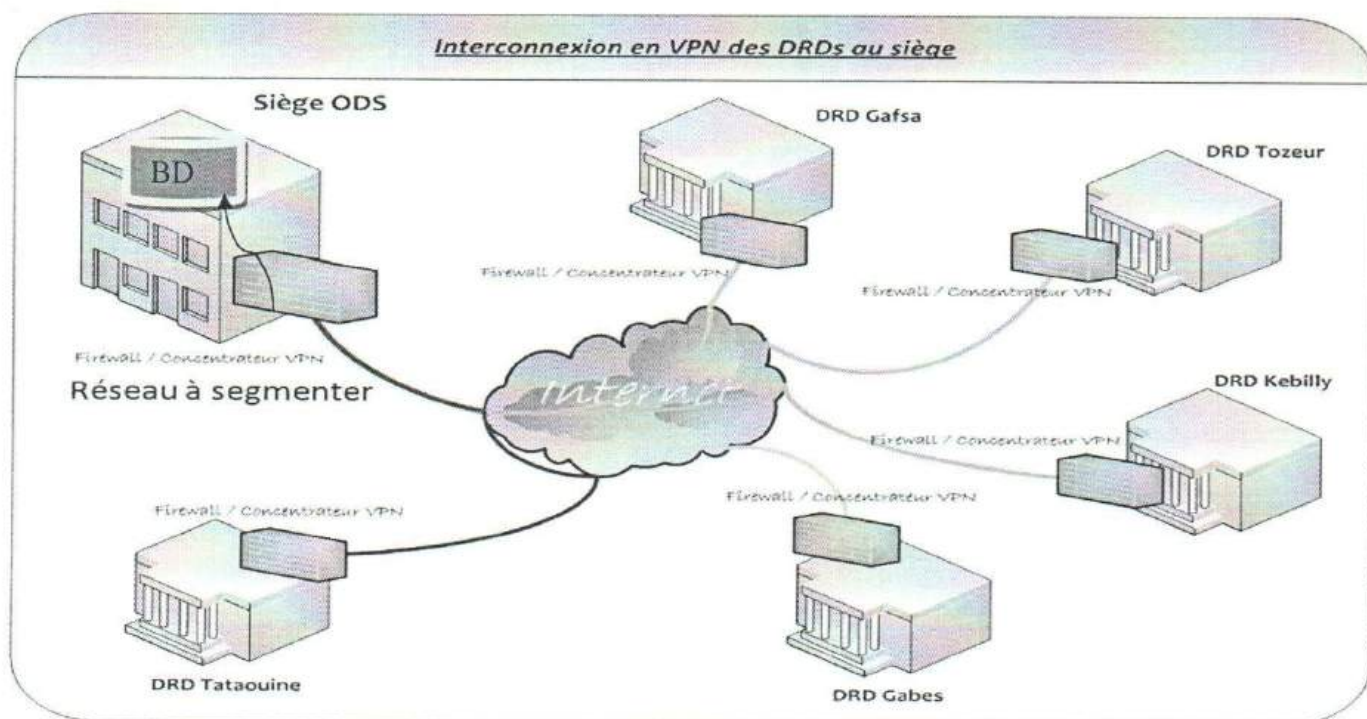 Interconnexion en VPN des DRDs au siège
Siège ODS
BD
DRD Gafsa
DRD Tozeur
Firewall / Concentrateur VPN
Firewall / Concentrateur VPN
Firewall / Concentrateur VPN
Réseau à segmenter
Internet
DRD Kebilly
Firewall / Concentrateur VPN
Firewall / Concentrateur VPN
Firewall / Concentrateur VPN
DRD Tataouine
DRD Gabes